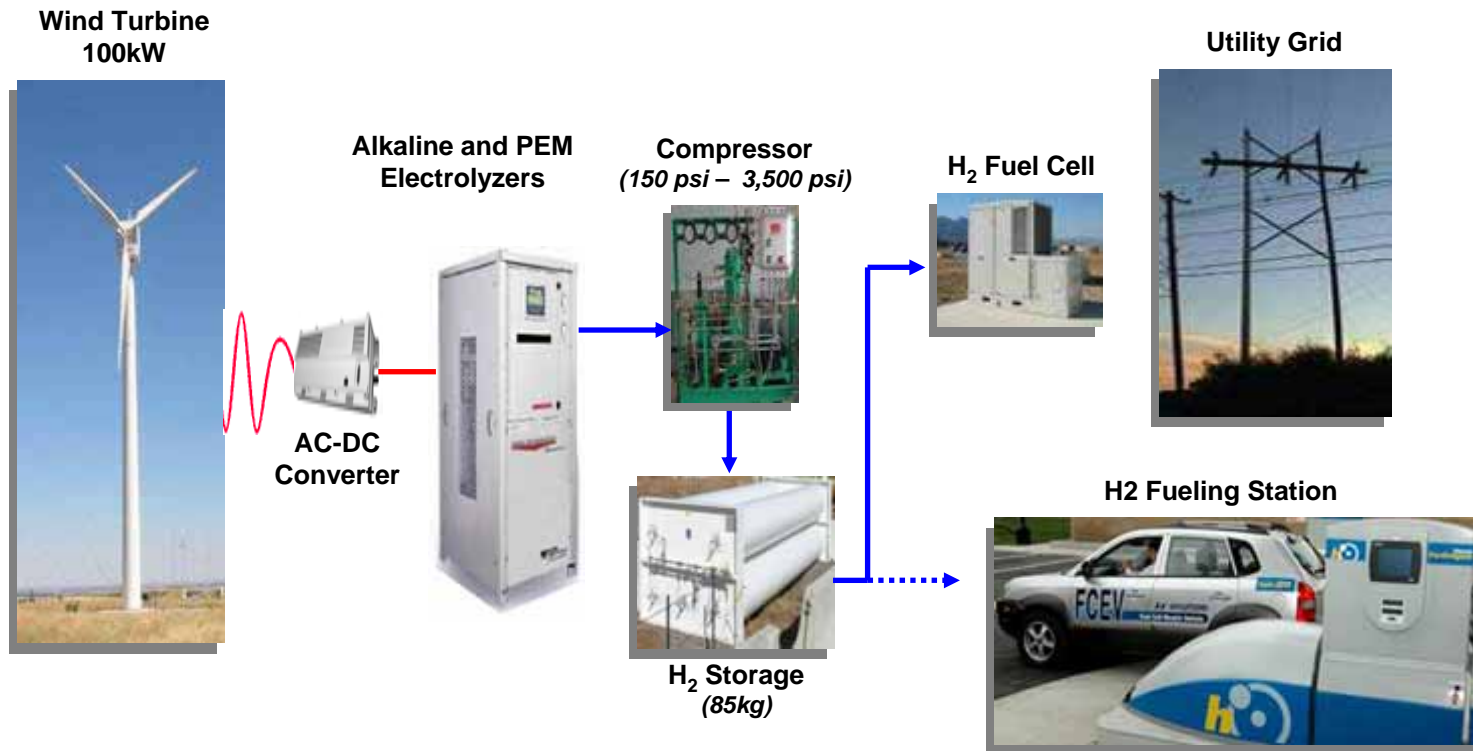 Wind Turbine
100kW
Utility Grid
Alkaline and PEM
Electrolyzers
Compressor
(150 psi – 3,500 psi)
H₂ Fuel Cell
AC-DC
Converter
H2 Fueling Station
FCEV
h
H₂ Storage
(85kg)